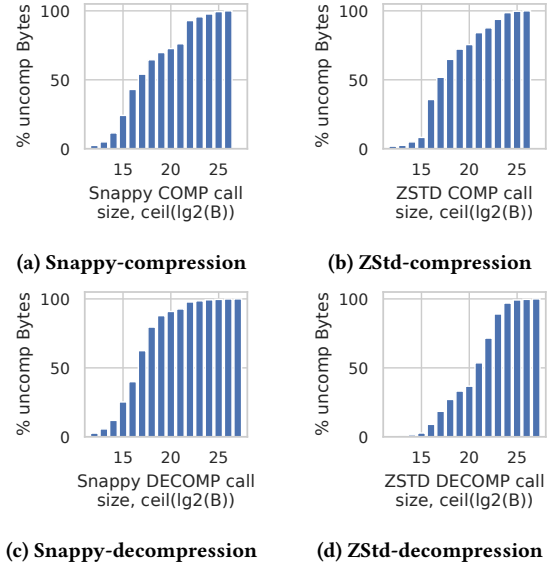 % uncomp Bytes
100
50
0
15 20 25
Snappy COMP call
size, ceil(lg2(B))
(a) Snappy-compression
% uncomp Bytes
100
50
0
15 20 25
ZSTD COMP call
size, ceil(lg2(B))
(b) ZStd-compression
% uncomp Bytes
100
50
0
15 20 25
Snappy DECOMP call
size, ceil(lg2(B))
(c) Snappy-decompression
% uncomp Bytes
100
50
0
15 20 25
ZSTD DECOMP call
size, ceil(lg2(B))
(d) ZStd-decompression